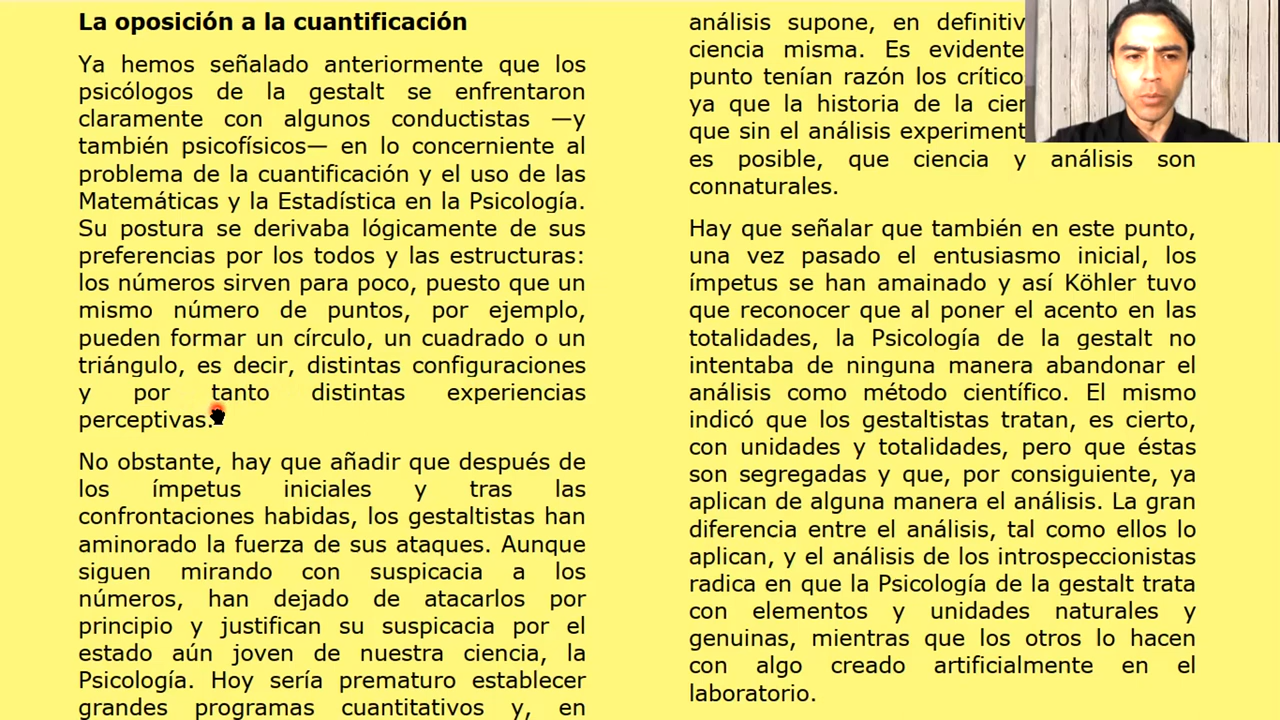 La oposición a la cuantificación
Ya hemos señalado anteriormente que los
psicólogos de la gestalt se enfrentaron
claramente con algunos conductistas —y
también psicofísicos— en lo concerniente al
problema de la cuantificación y el uso de las
Matemáticas y la Estadística en la Psicología.
Su postura se derivaba lógicamente de sus
preferencias por los todos y las estructuras:
los números sirven para poco, puesto que un
mismo número de puntos, por ejemplo,
pueden formar un círculo, un cuadrado o un
triángulo, es decir, distintas configuraciones
y por tanto distintas experiencias
perceptivas.
No obstante, hay que añadir que después de
los ímpetus iniciales y tras las
confrontaciones habidas, los gestaltistas han
aminorado la fuerza de sus ataques. Aunque
siguen mirando con suspicacia a los
números, han dejado de atacarlos por
principio y justifican su suspicacia por el
estado aún joven de nuestra ciencia, la
Psicología. Hoy sería prematuro establecer
grandes programas cuantitativos y, en
análisis supone, en definitiv
ciencia misma. Es evidente
punto tenían razón los crítico
ya que la historia de la cien
que sin el análisis experiment
es posible, que ciencia y análisis son
connaturales.
Hay que señalar que también en este punto,
una vez pasado el entusiasmo inicial, los
ímpetus se han amainado y así Köhler tuvo
que reconocer que al poner el acento en las
totalidades, la Psicología de la gestalt no
intentaba de ninguna manera abandonar el
análisis como método científico. El mismo
indicó que los gestaltistas tratan, es cierto,
con unidades y totalidades, pero que éstas
son segregadas y que, por consiguiente, ya
aplican de alguna manera el análisis. La gran
diferencia entre el análisis, tal como ellos lo
aplican, y el análisis de los introspeccionistas
radica en que la Psicología de la gestalt trata
con elementos y unidades naturales y
genuinas, mientras que los otros lo hacen
con algo creado artificialmente en el
laboratorio.